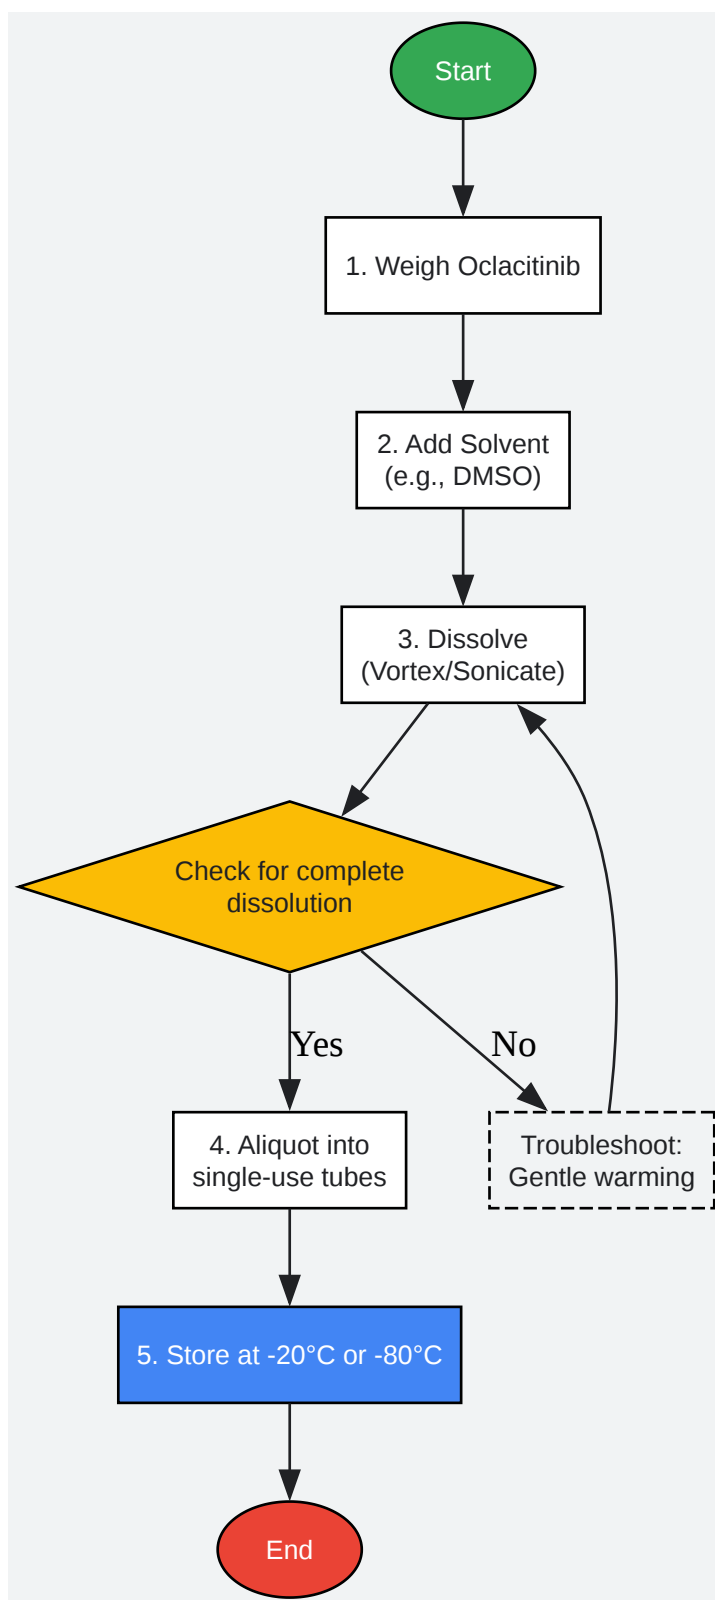 Start
1. Weigh Oclacitinib
2. Add Solvent
(e.g., DMSO)
3. Dissolve
(Vortex/Sonicate)
Check for complete
dissolution
Yes
No
4. Aliquot into
single-use tubes
Troubleshoot:
Gentle warming
5. Store at -20°C or -80°C
End